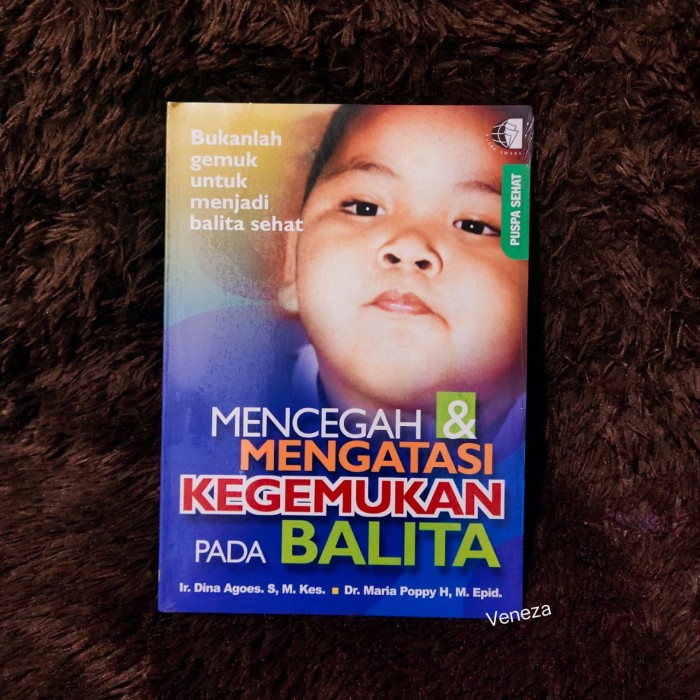 Bukanlah
gemuk
untuk
menjadi
balita sehat
PUSPA SEHAT
MENCEGAH &
MENGATASI
KEGEMUKAN
PADA BALITA
Ir. Dina Agoes. S, M. Kes. ■ Dr. Maria Poppy H, M. Epid.
Veneza